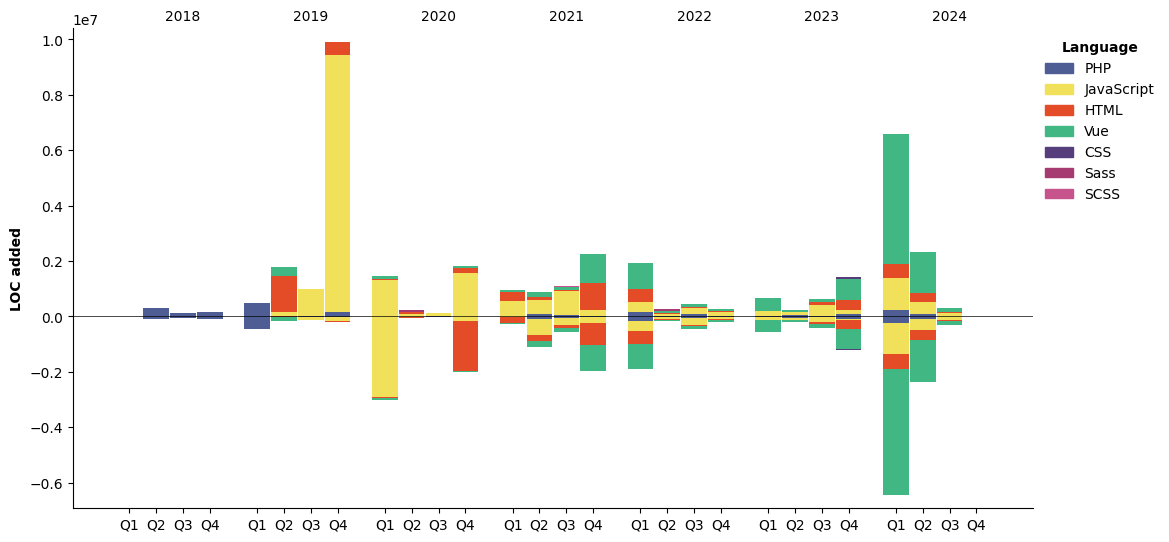 1e7
2018 2019 2020 2021 2022 2023 2024
LOC added
1.0
0.8
0.6
0.4
0.2
0.0
−0.2
−0.4
−0.6
Q1 Q2 Q3 Q4 Q1 Q2 Q3 Q4 Q1 Q2 Q3 Q4 Q1 Q2 Q3 Q4 Q1 Q2 Q3 Q4 Q1 Q2 Q3 Q4 Q1 Q2 Q3 Q4
Language
PHP
JavaScript
HTML
Vue
CSS
Sass
SCSS